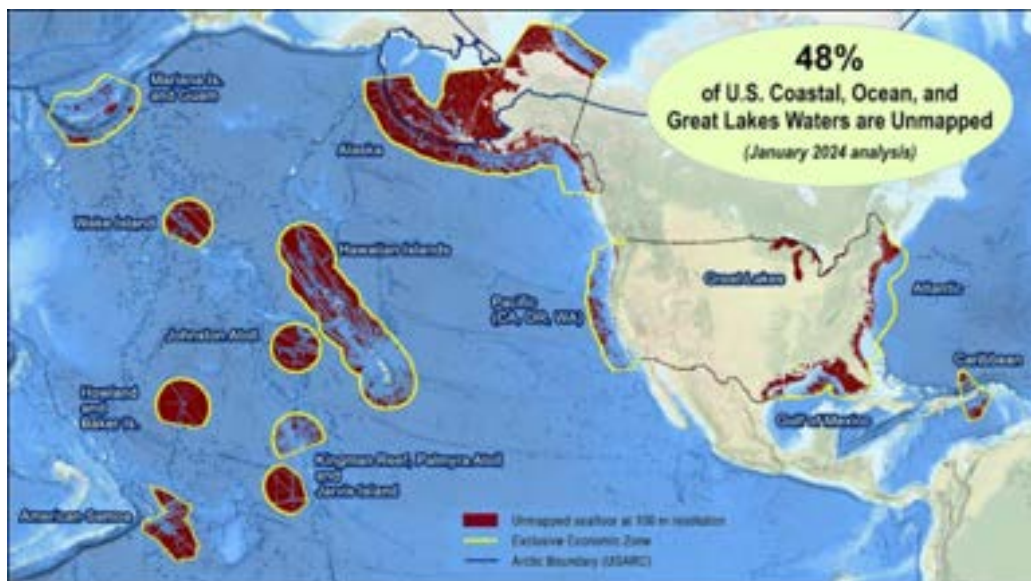 48%
of U.S. Coastal, Ocean, and
Great Lakes Waters are Unmapped
(January 2024 analysis)
Mariana Is.
and Guam
Alaska
Wake Island
Hawaiian Islands
Great Lakes
Atlantic
Pacific
(CA, OR, WA)
Johnston Atoll
Caribbean
Howland
and
Baker Is.
Gulf of Mexico
Kingman Reef, Palmyra Atoll
and
Jarvis Island
American Samoa
Unmapped seafloor at 100 m resolution
Exclusive Economic Zone
Arctic Boundary (USARC)